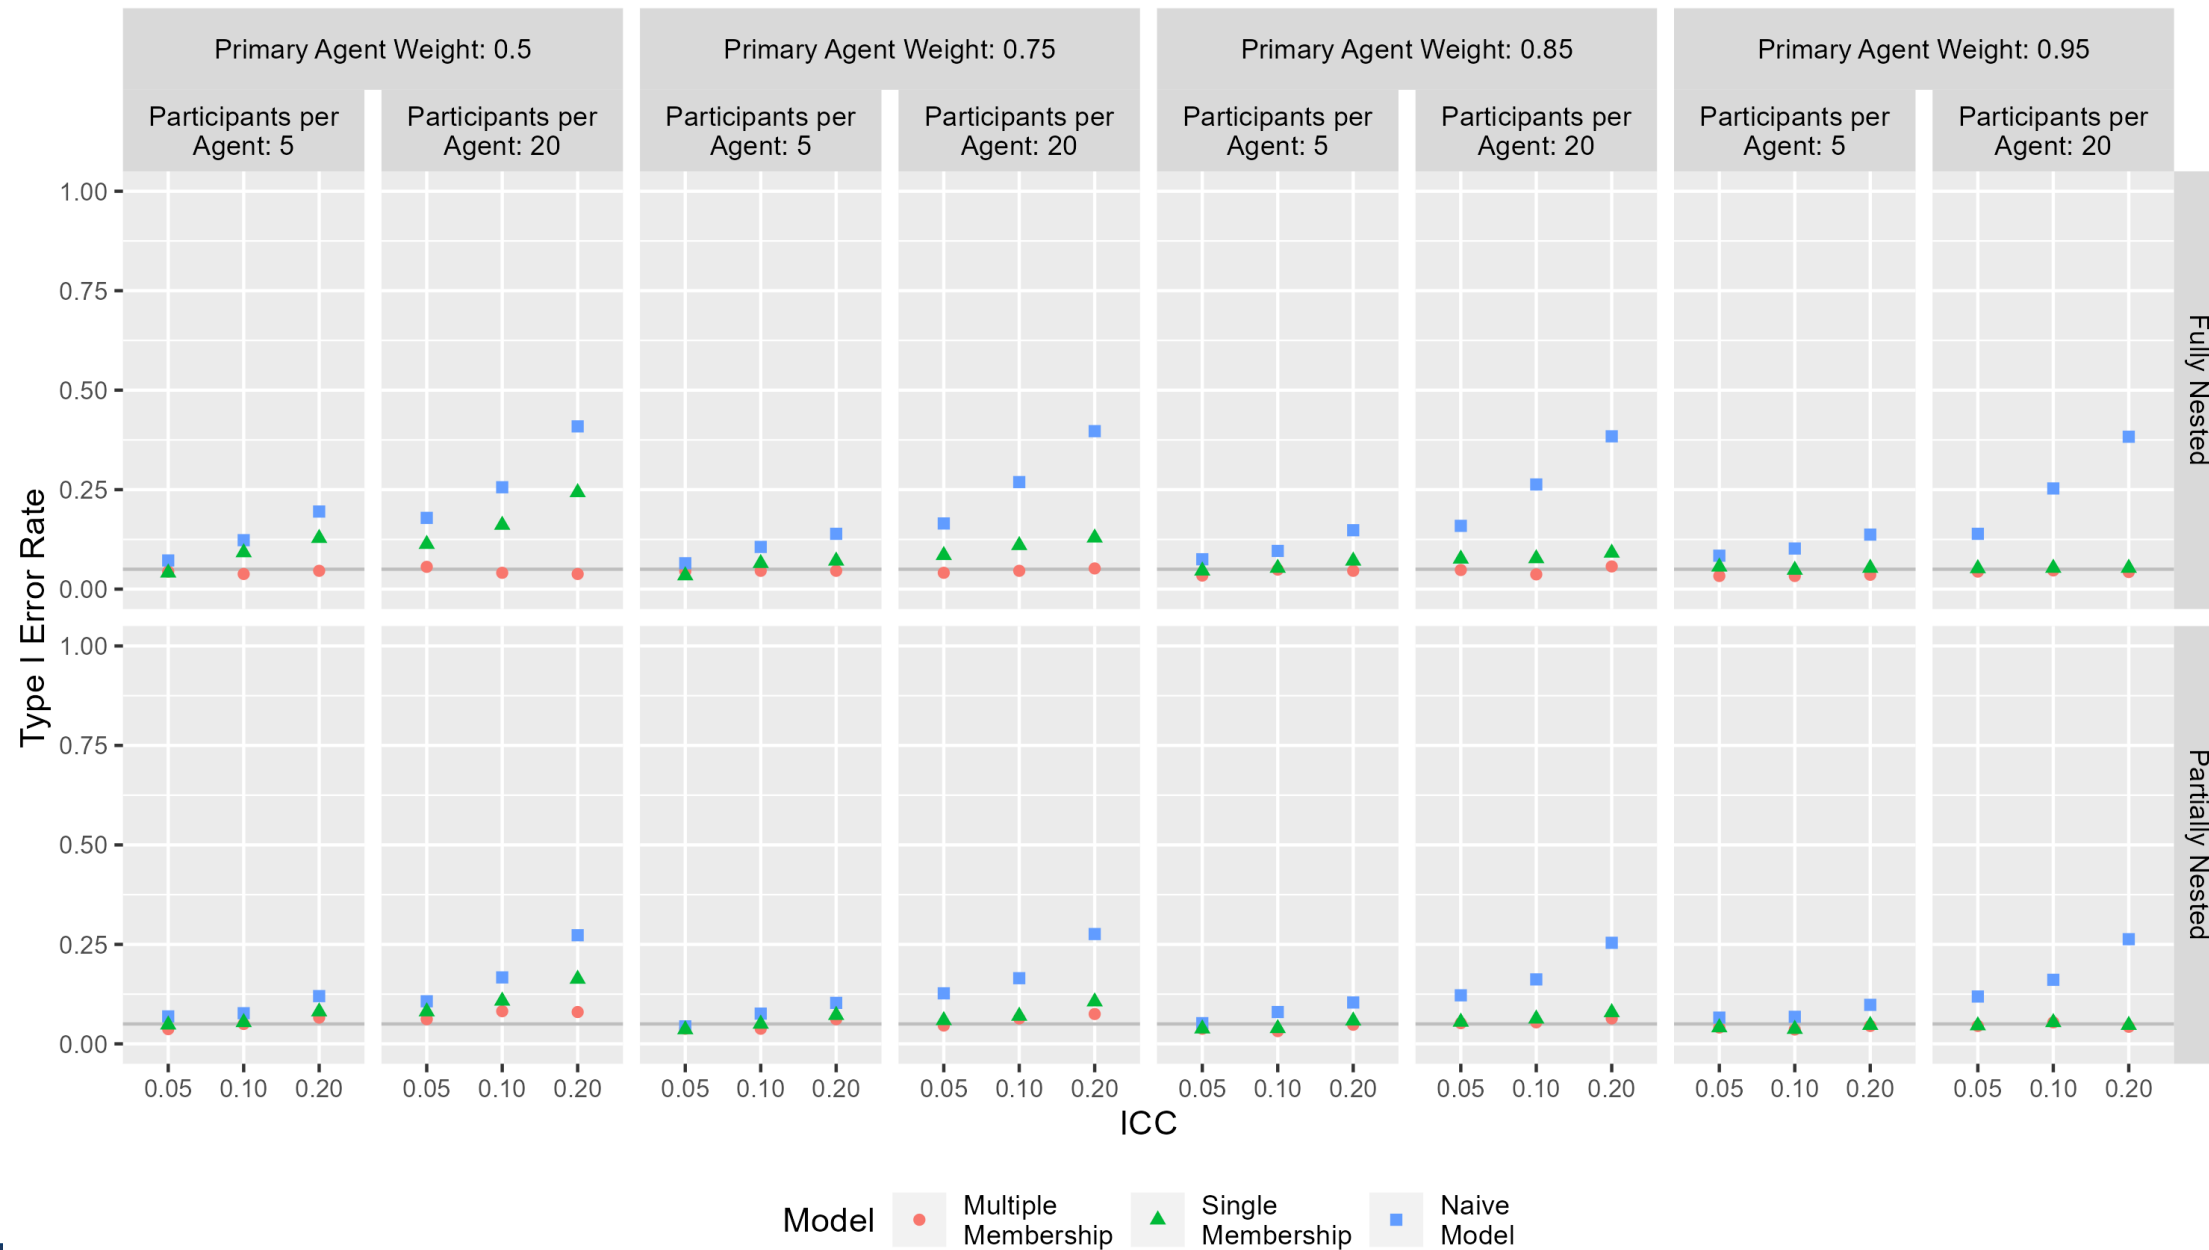 Primary Agent Weight: 0.5
Primary Agent Weight: 0.75
Primary Agent Weight: 0.85
Primary Agent Weight: 0.95
Participants per
Agent: 5
Participants per
Agent: 20
Participants per
Agent: 5
Participants per
Agent: 20
Participants per
Agent: 5
Participants per
Agent: 20
Participants per
Agent: 5
Participants per
Agent: 20
Type I Error Rate
1.00
0.75
0.50
0.25
0.00
Fully Nested
1.00
0.75
0.50
0.25
0.00
Partially Nested
0.05 0.10 0.20
0.05 0.10 0.20
0.05 0.10 0.20
0.05 0.10 0.20
0.05 0.10 0.20
0.05 0.10 0.20
0.05 0.10 0.20
0.05 0.10 0.20
ICC
Model
Multiple
Membership
Single
Membership
Naive
Model